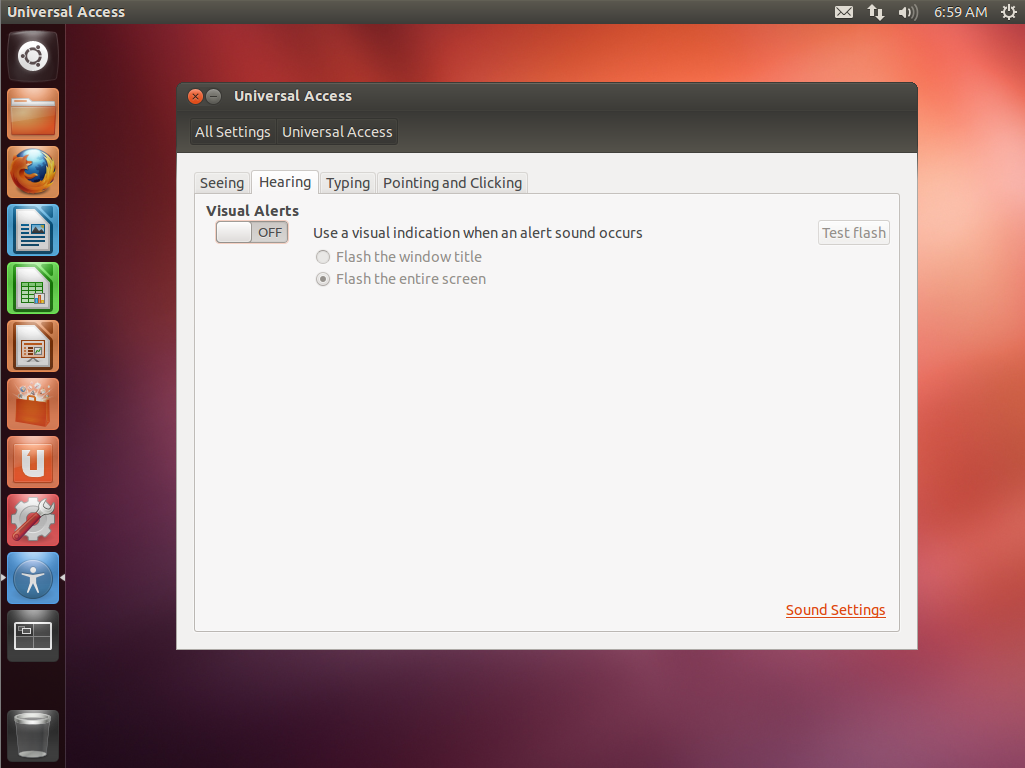 Universal Access
6:59 AM
Universal Access
All Settings Universal Access
Seeing Hearing Typing Pointing and Clicking
Visual Alerts
OFF Use a visual indication when an alert sound occurs Test flash
Flash the window title
Flash the entire screen
Sound Settings